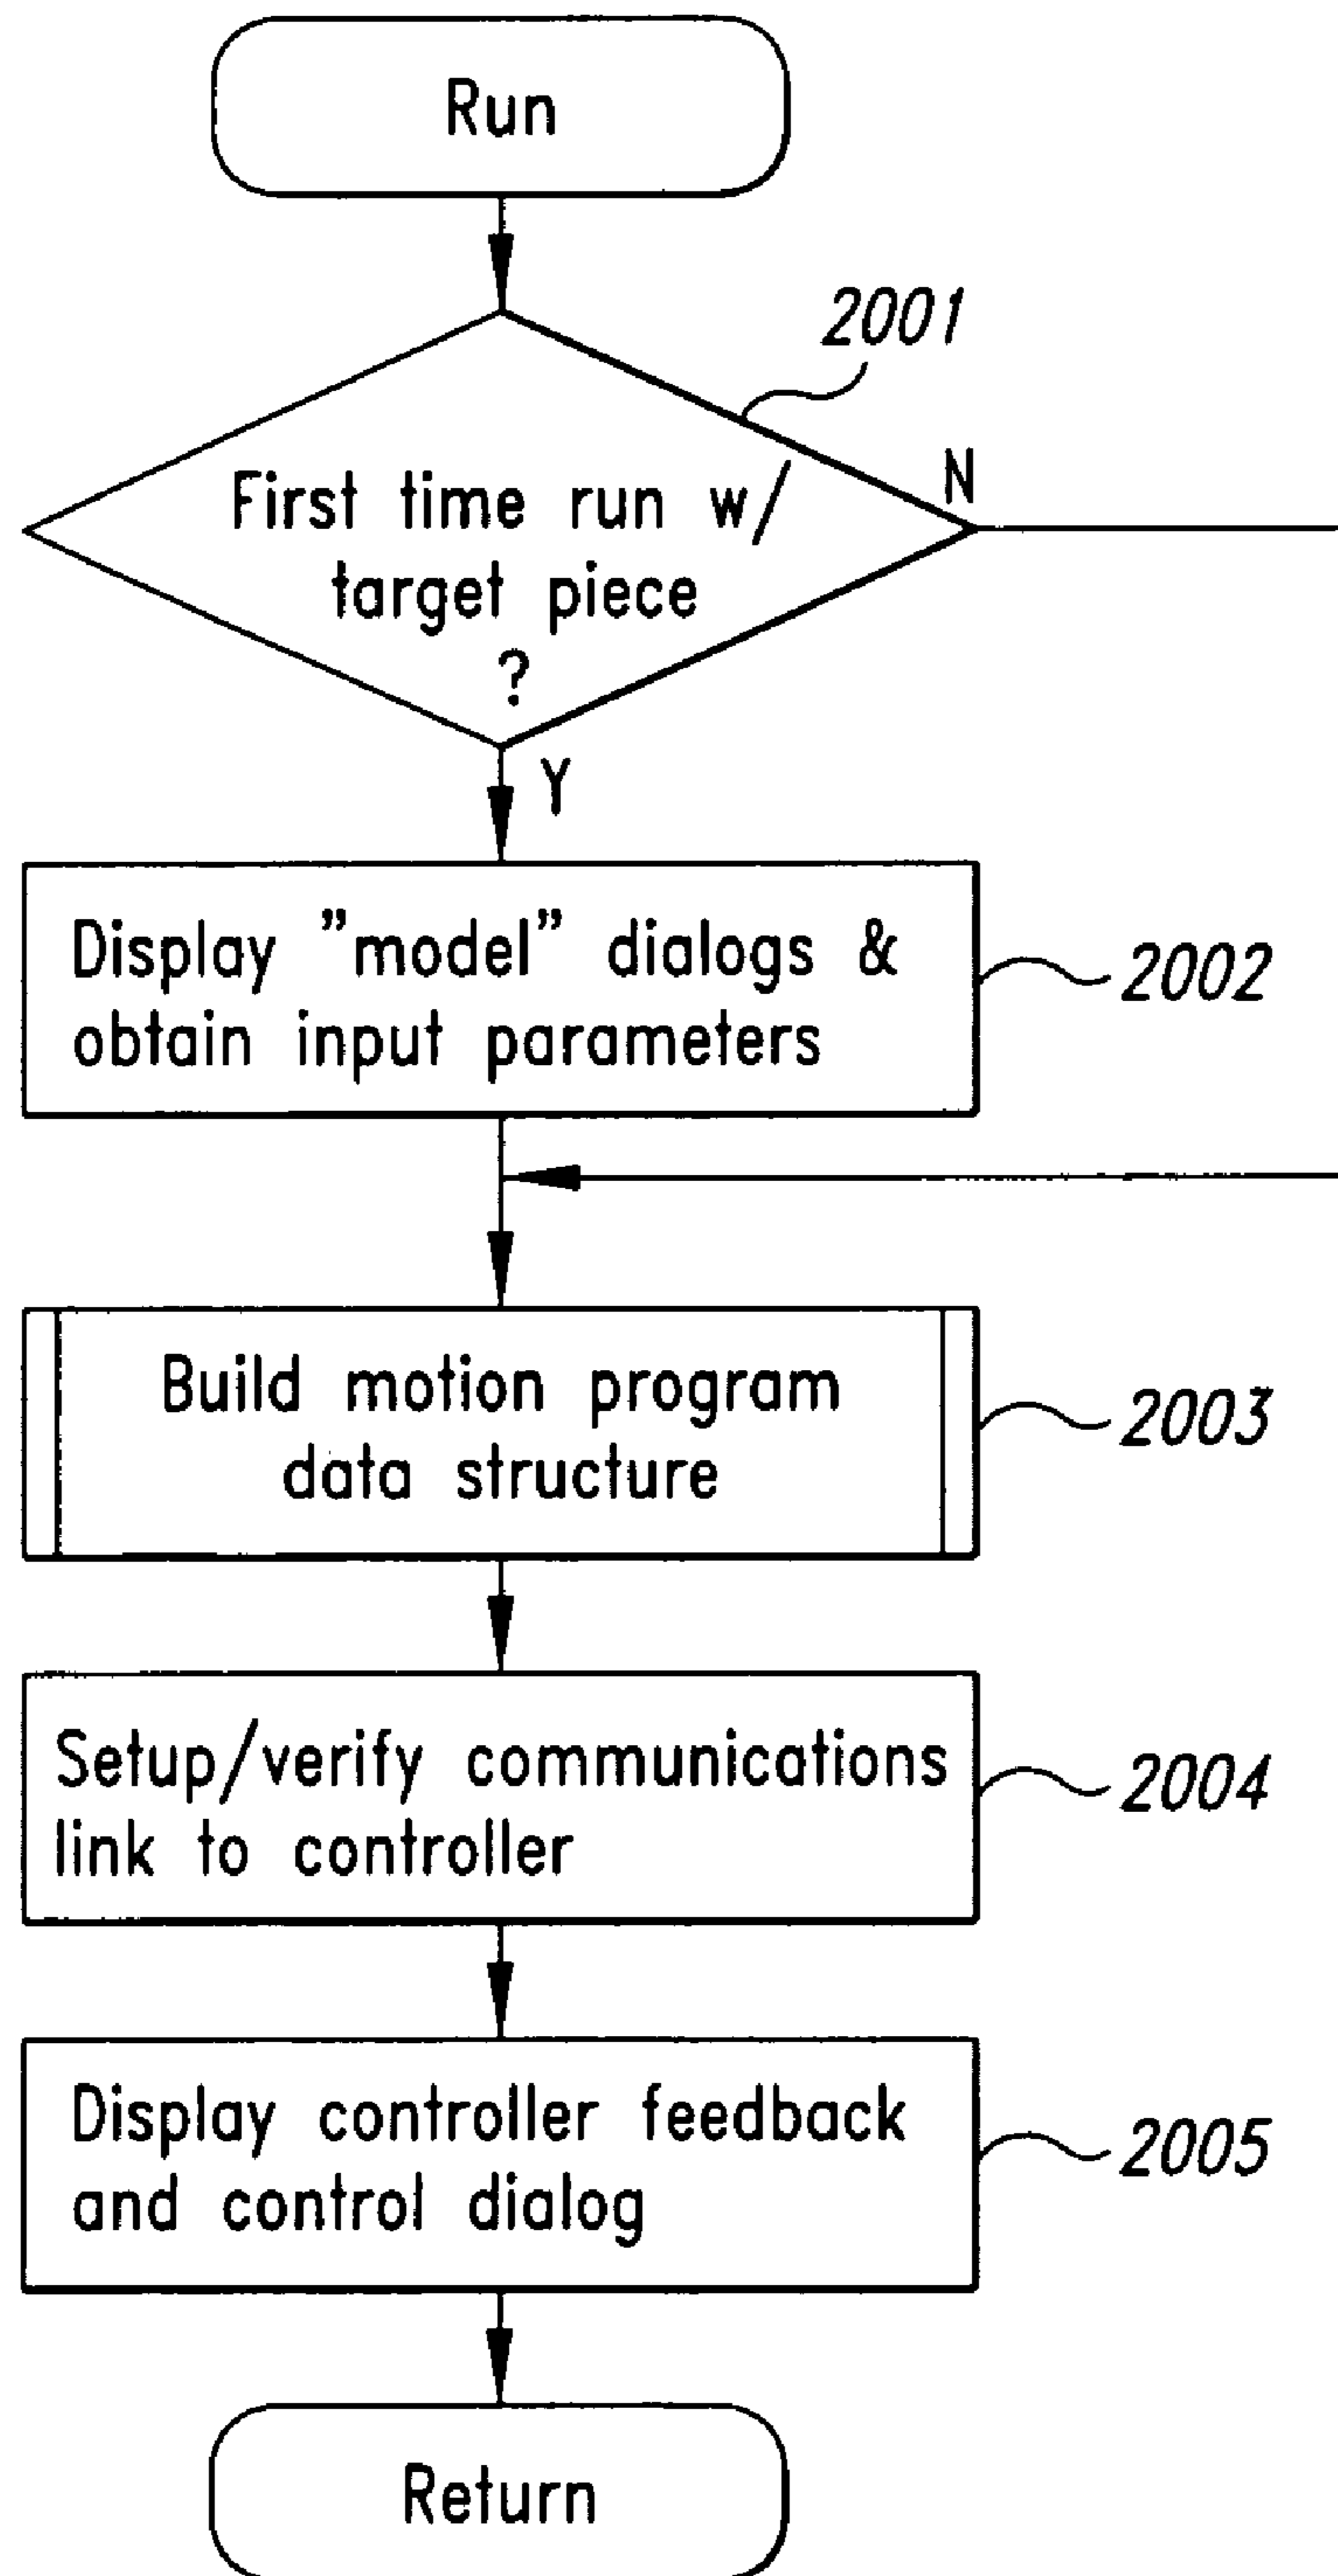 Run
2001
First time run w/
target piece
?
N
Y
Display ”model” dialogs &
obtain input parameters
2002
Build motion program
data structure
2003
Setup/verify communications
link to controller
2004
Display controller feedback
and control dialog
2005
Return